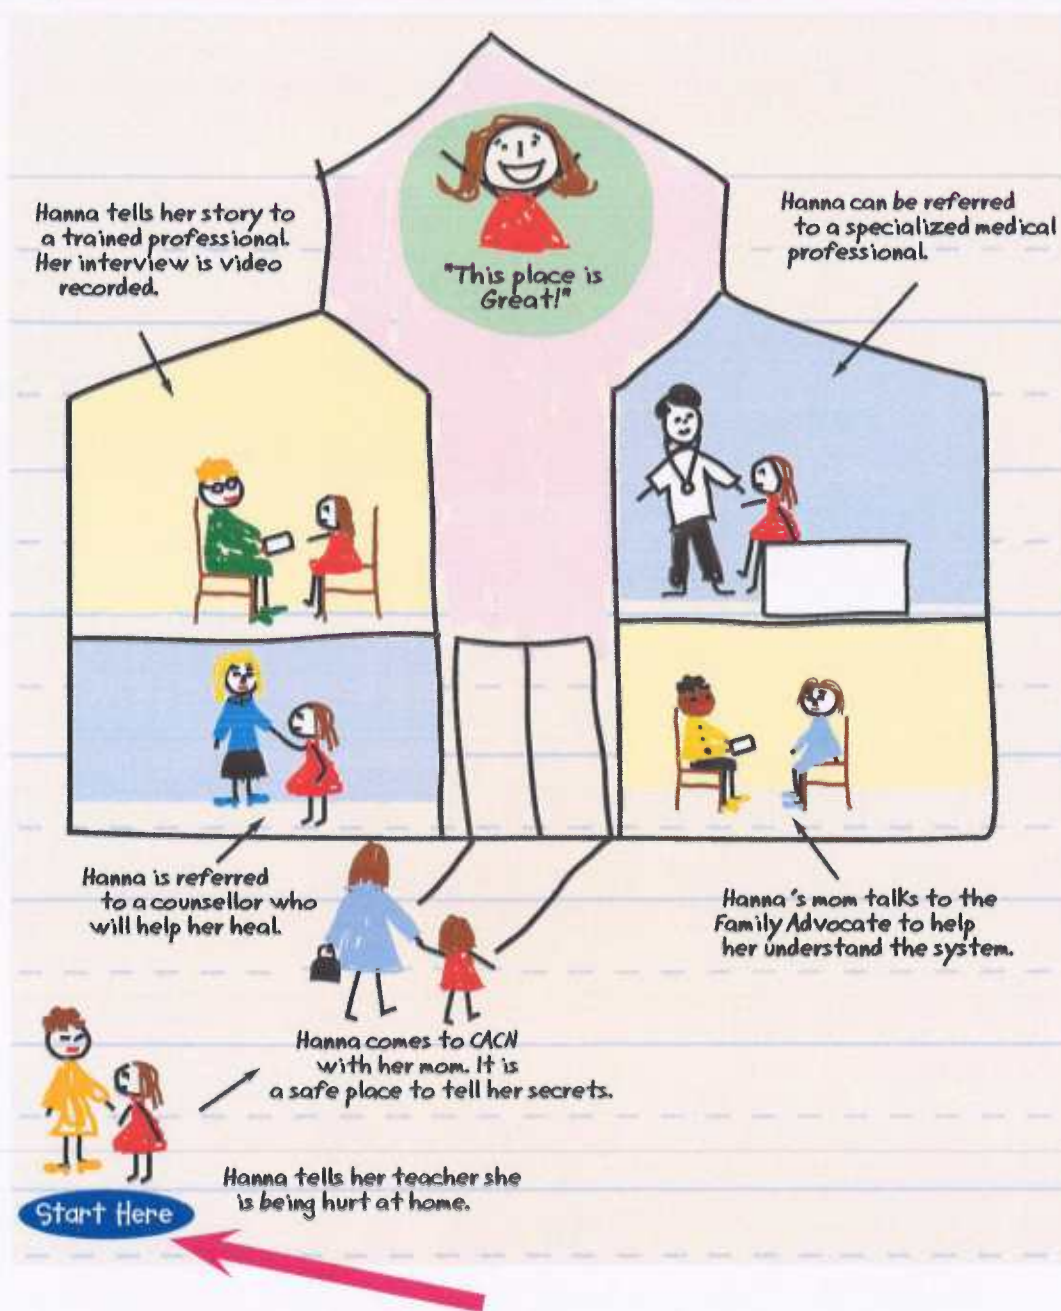 "This place is
Great!"
Hanna tells her story to
a trained professional.
Her interview is video
recorded.
Hanna can be referred
to a specialized medical
professional.
Hanna is referred
to a counsellor who
will help her heal.
Hanna's mom talks to the
Family Advocate to help
her understand the system.
Hanna comes to CACN
with her mom. It is
a safe place to tell her secrets.
Hanna tells her teacher she
is being hurt at home.
Start Here